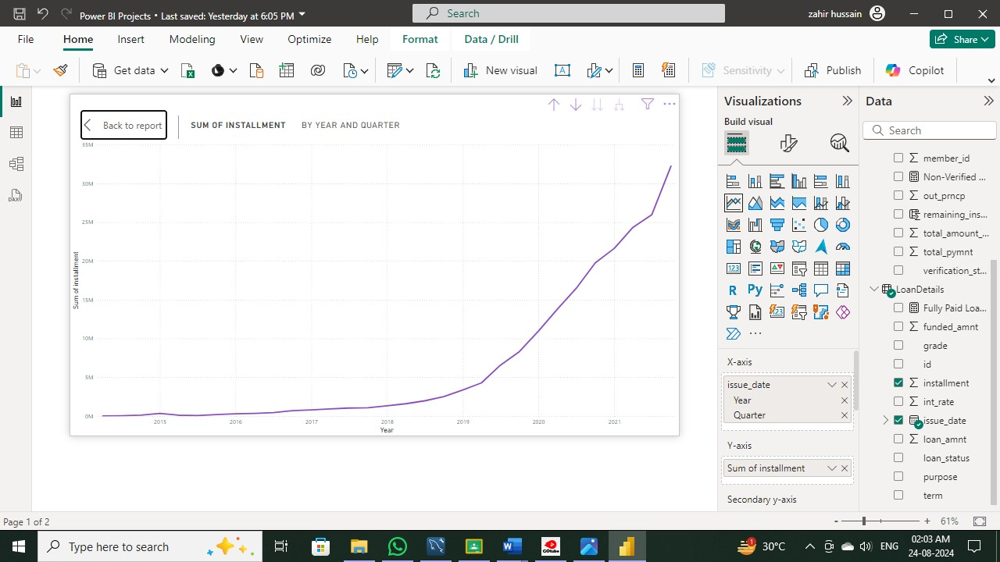 Power BI Projects • Last saved: Yesterday at 6:05 PM
Search
zahir hussain
File
Home
Insert
Modeling
View
Optimize
Help
Format
Data / Drill
Share
Get data
New visual
Sensitivity
Publish
Copilot
Back to report
SUM OF INSTALLMENT
BY YEAR AND QUARTER
35M
30M
25M
20M
15M
10M
5M
0M
Sum of installment
2015
2016
2017
2018
2019
2020
2021
Year
Visualizations
Build visual
123
R
Py
123
X-axis
issue_date
Year
Quarter
Y-axis
Sum of installment
Secondary y-axis
Data
Search
member_id
Non-Verified ...
out_prncp
remaining_ins...
total_amount_...
total_pymnt
verification_st...
LoanDetails
Fully Paid Loa...
funded_amnt
grade
id
installment
int_rate
issue_date
loan_amnt
loan_status
purpose
term
Page 1 of 2
61%
Type here to search
30°C
ENG
02:03 AM
24-08-2024